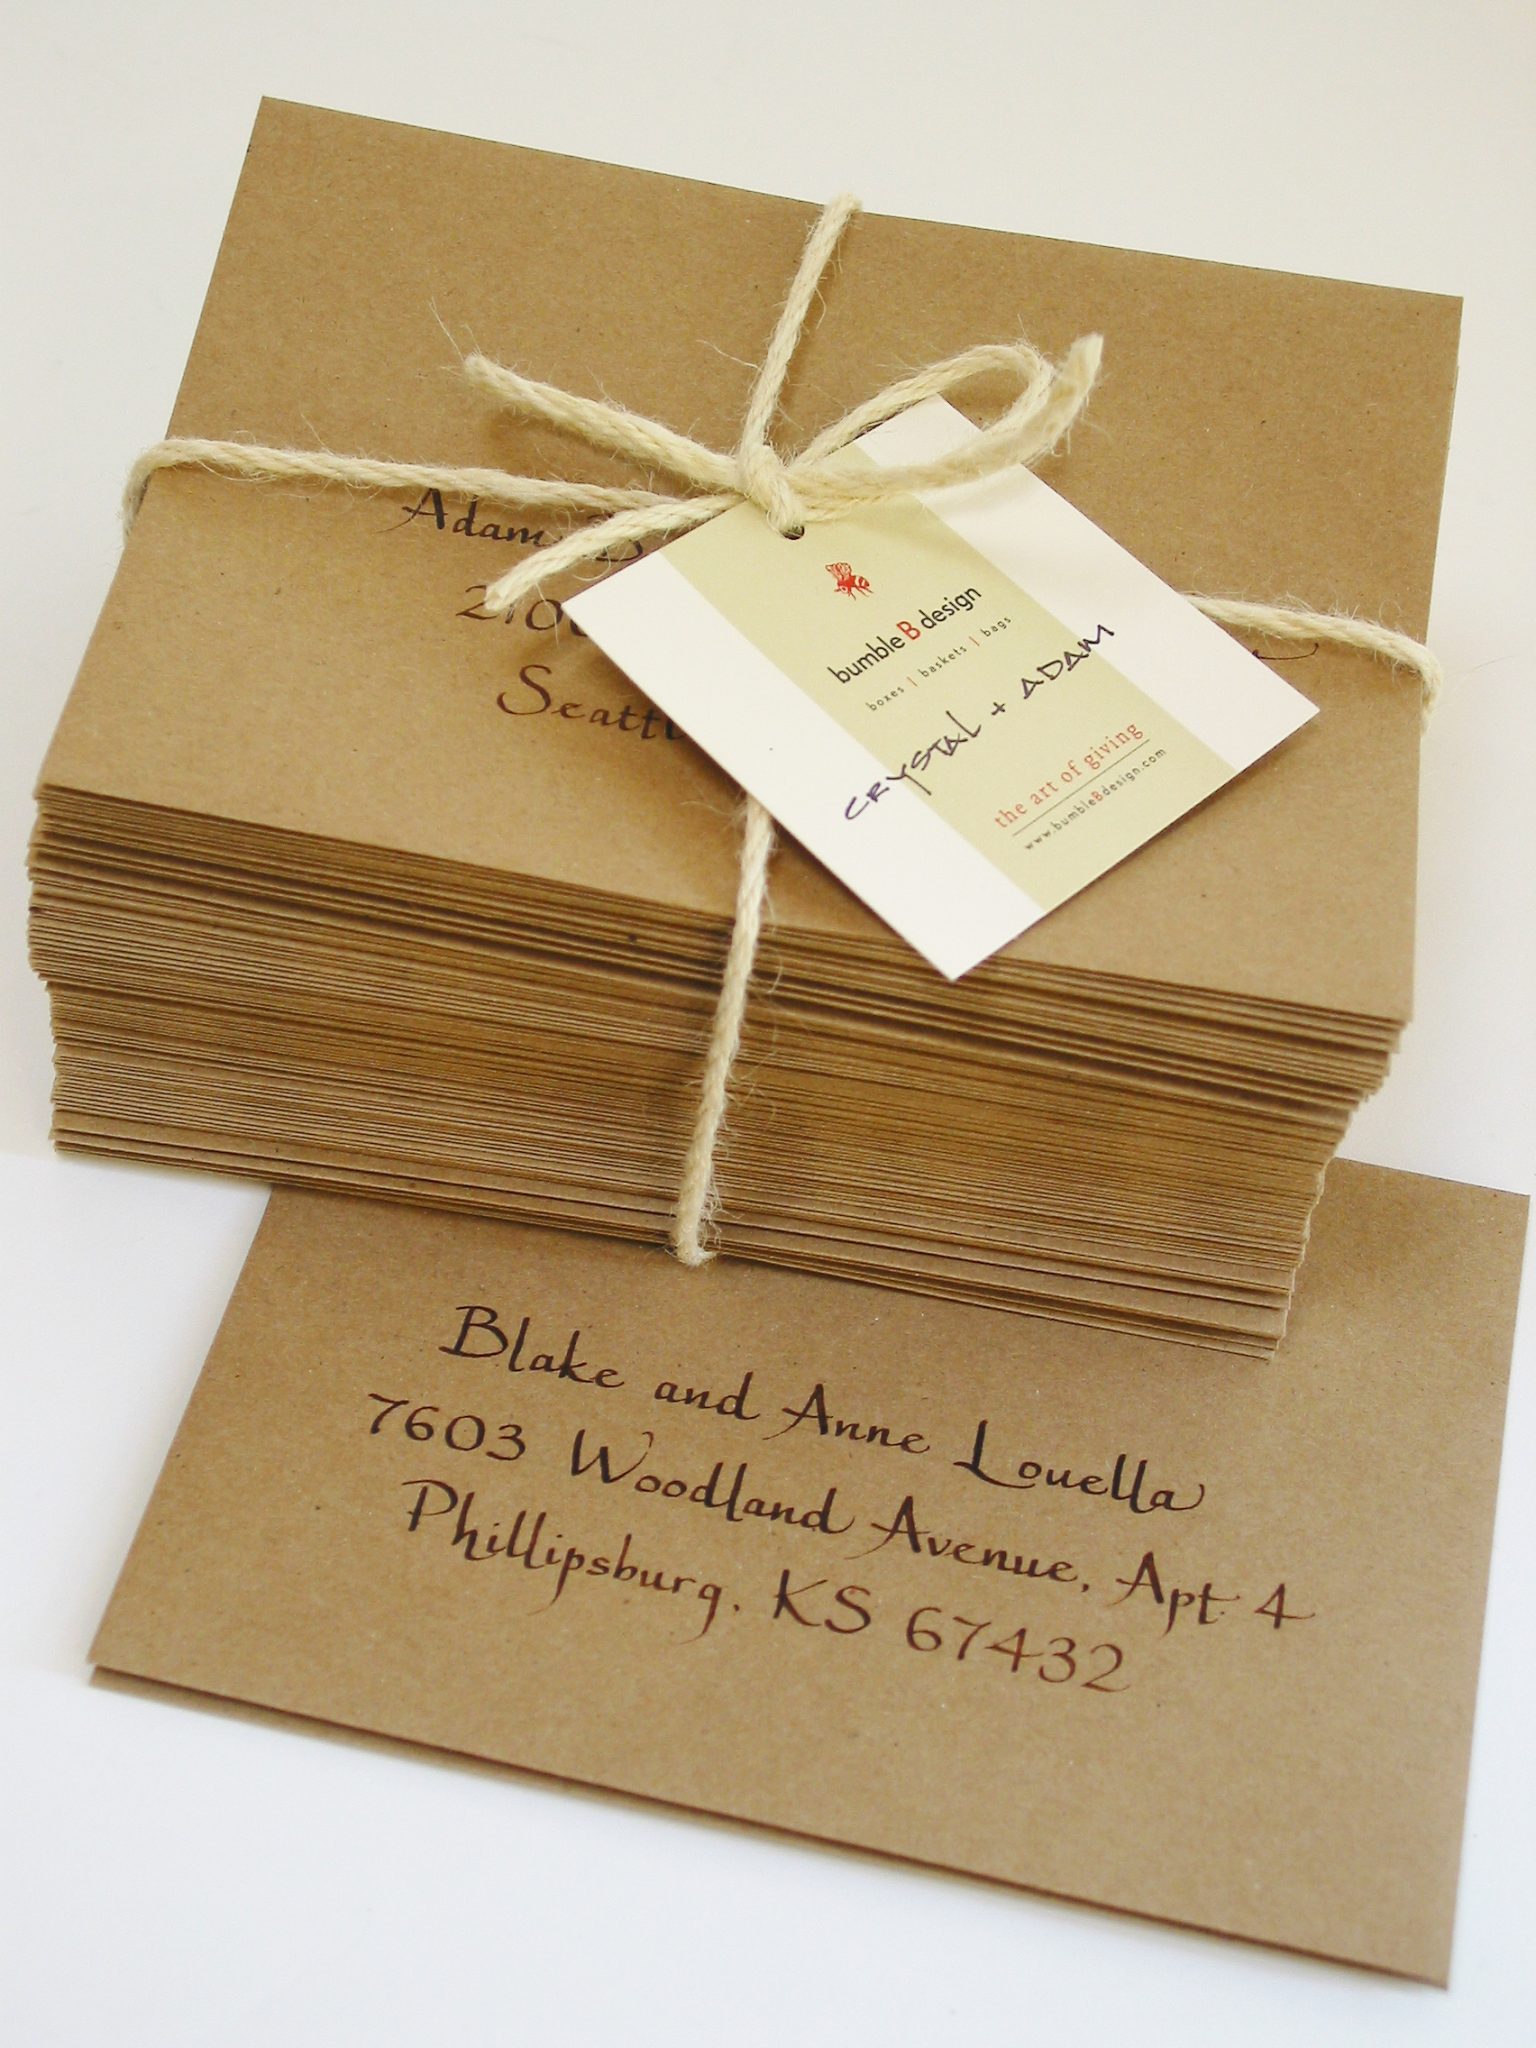 Adam B
210
Seattl
bumble B design
boxes | baskets | bags
CRYSTAL + ADAM
the art of giving
www.bumbleBdesign.com
Blake and Anne Louella
7603 Woodland Avenue, Apt 4
Phillipsburg, KS 67432